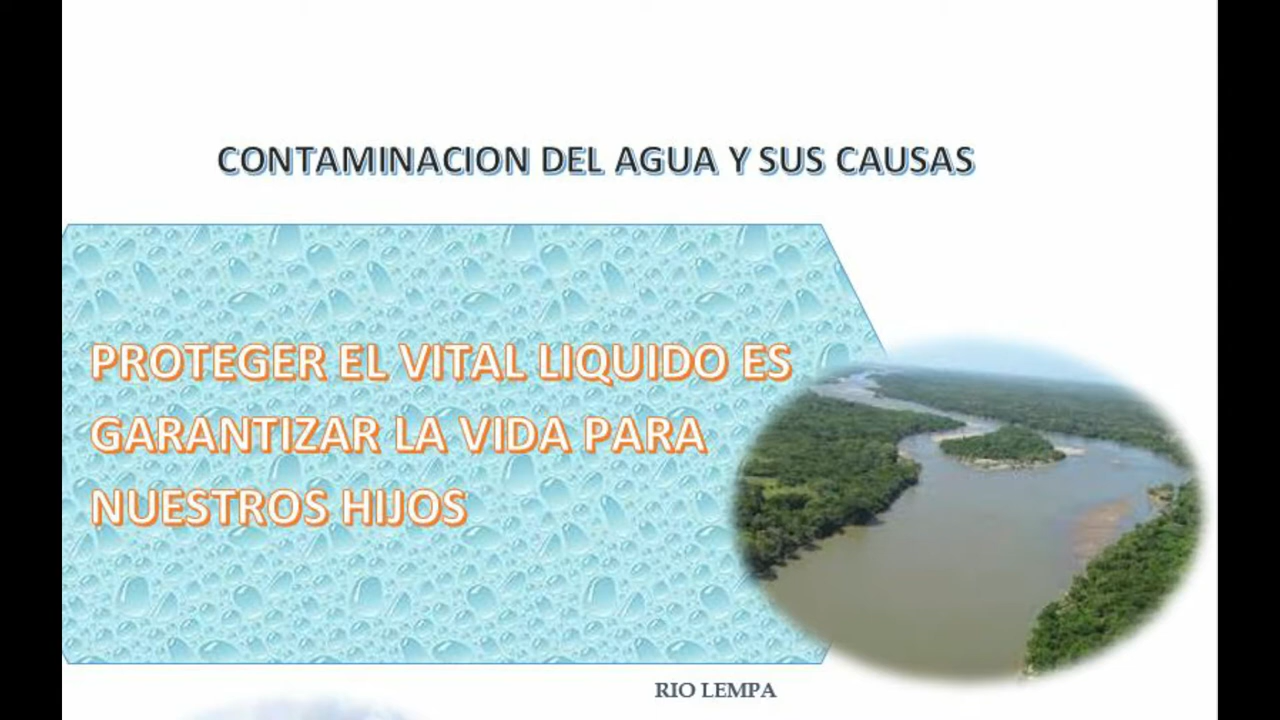 CONTAMINACION DEL AGUA Y SUS CAUSAS
PROTEGER EL VITAL LIQUIDO ES
GARANTIZAR LA VIDA PARA
NUESTROS HIJOS
RIO LEMPA